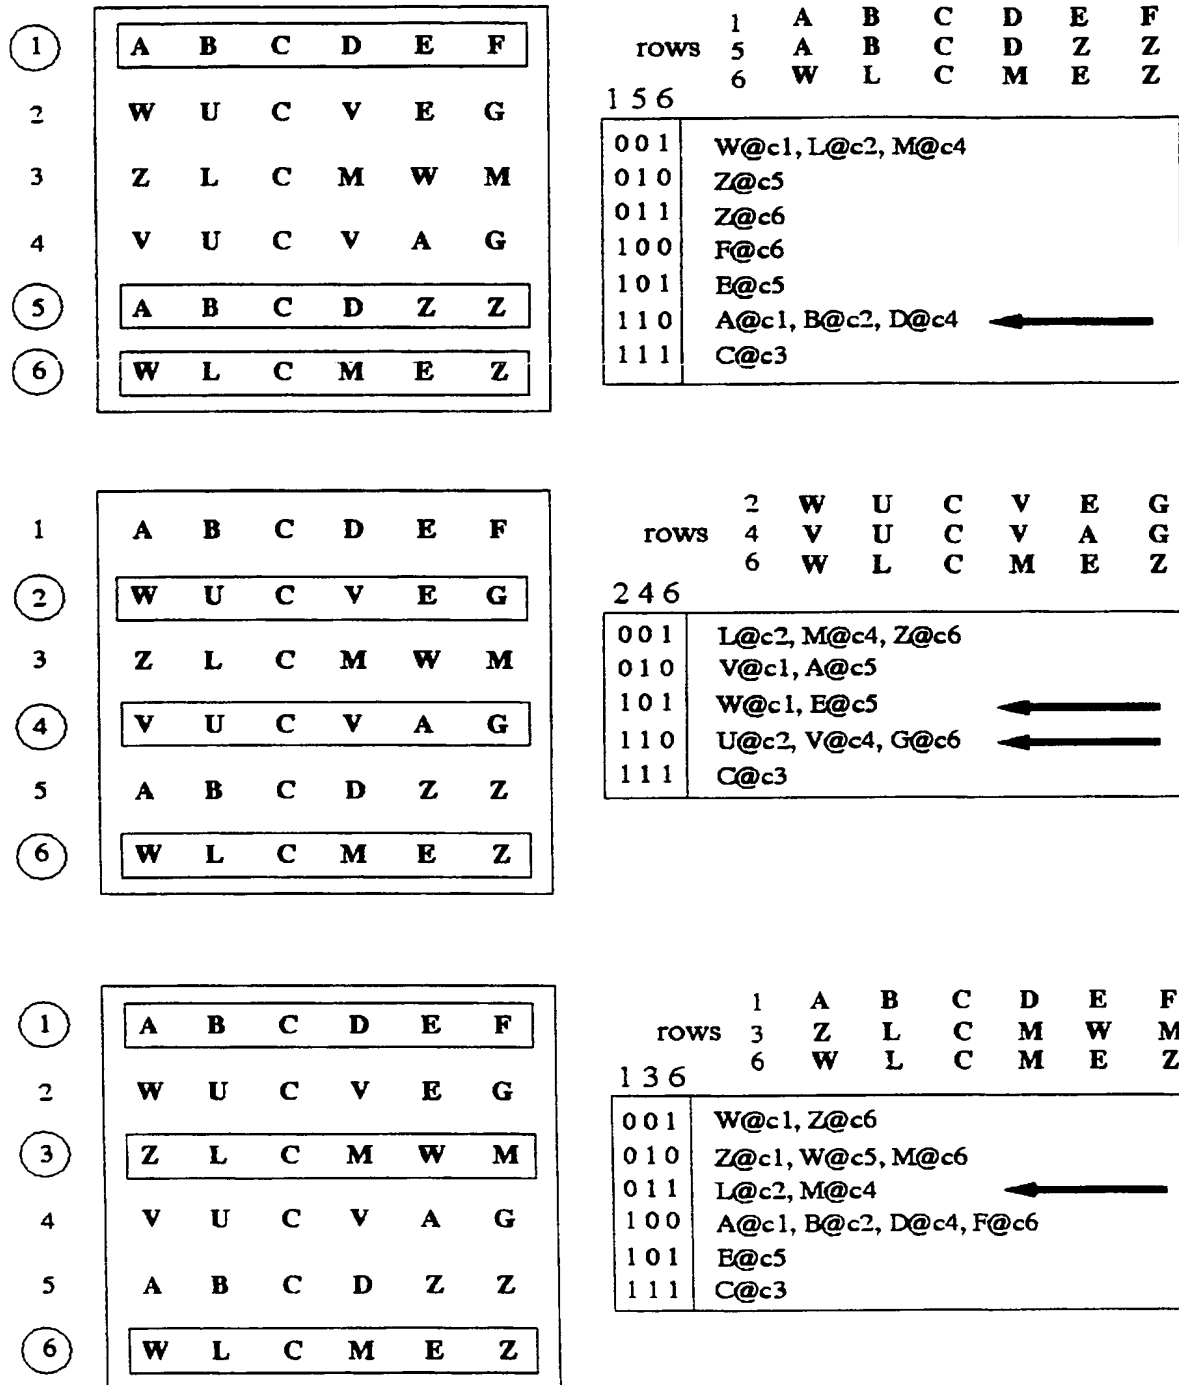 1 A B C D E F
2 W U C V E G
3 Z L C M W M
4 V U C V A G
5 A B C D Z Z
6 W L C M E Z
1 A B C D E F
rows 5 A B C D Z Z
6 W L C M E Z
1 5 6
0 0 1 W@c1, L@c2, M@c4
0 1 0 Z@c5
0 1 1 Z@c6
1 0 0 F@c6
1 0 1 E@c5
1 1 0 A@c1, B@c2, D@c4
1 1 1 C@c3
1 A B C D E F
2 W U C V E G
3 Z L C M W M
4 V U C V A G
5 A B C D Z Z
6 W L C M E Z
2 W U C V E G
rows 4 V U C V A G
6 W L C M E Z
2 4 6
0 0 1 L@c2, M@c4, Z@c6
0 1 0 V@c1, A@c5
1 0 1 W@c1, E@c5
1 1 0 U@c2, V@c4, G@c6
1 1 1 C@c3
1 A B C D E F
2 W U C V E G
3 Z L C M W M
4 V U C V A G
5 A B C D Z Z
6 W L C M E Z
1 A B C D E F
rows 3 Z L C M W M
6 W L C M E Z
1 3 6
0 0 1 W@c1, Z@c6
0 1 0 Z@c1, W@c5, M@c6
0 1 1 L@c2, M@c4
1 0 0 A@c1, B@c2, D@c4, F@c6
1 0 1 E@c5
1 1 1 C@c3